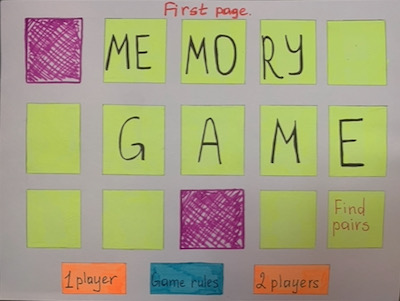 First page.
ME MO RY
G A M E
Find
pairs
1 player
Game rules
2 players